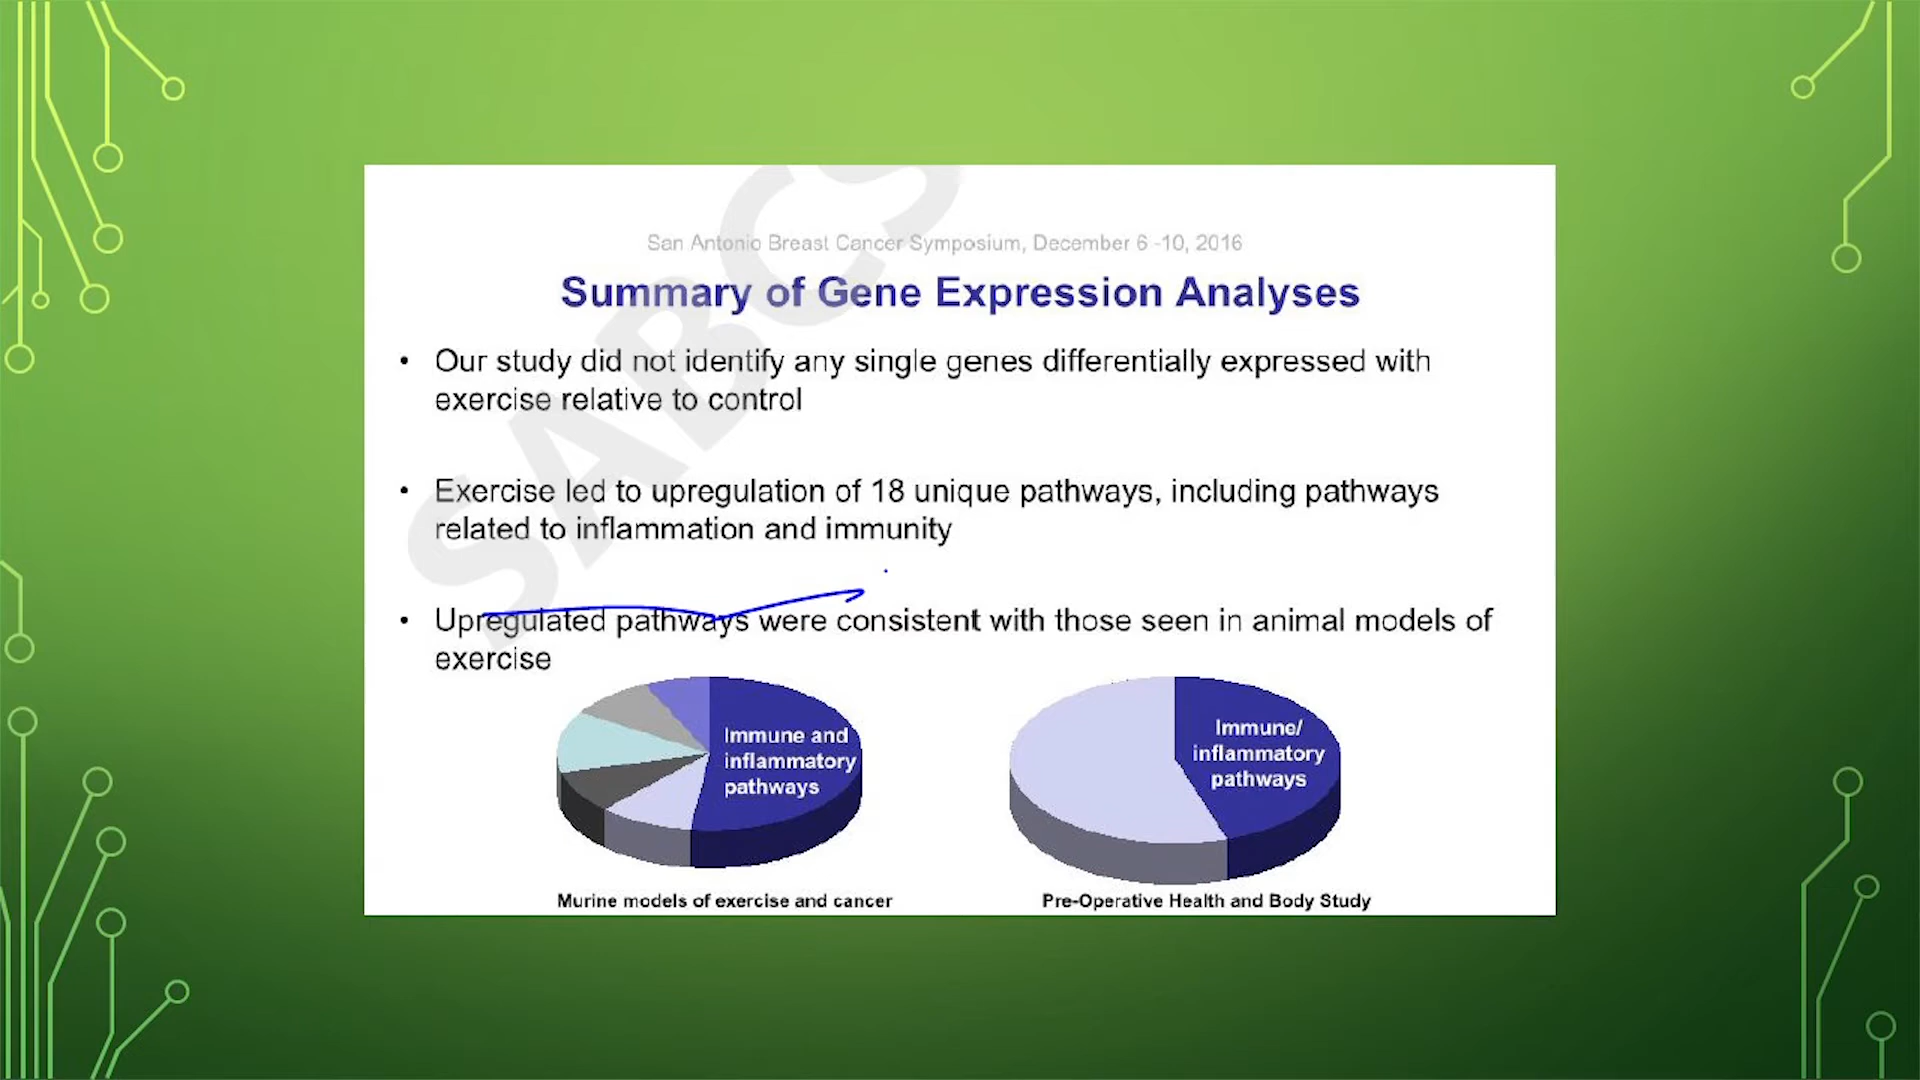 San Antonio Breast Cancer Symposium, December 6 -10, 2016
Summary of Gene Expression Analyses
• Our study did not identify any single genes differentially expressed with
exercise relative to control
• Exercise led to upregulation of 18 unique pathways, including pathways
related to inflammation and immunity
• Upregulated pathways were consistent with those seen in animal models of
exercise
Immune and
inflammatory
pathways
Murine models of exercise and cancer
Immune/
inflammatory
pathways
Pre-Operative Health and Body Study
SABCS